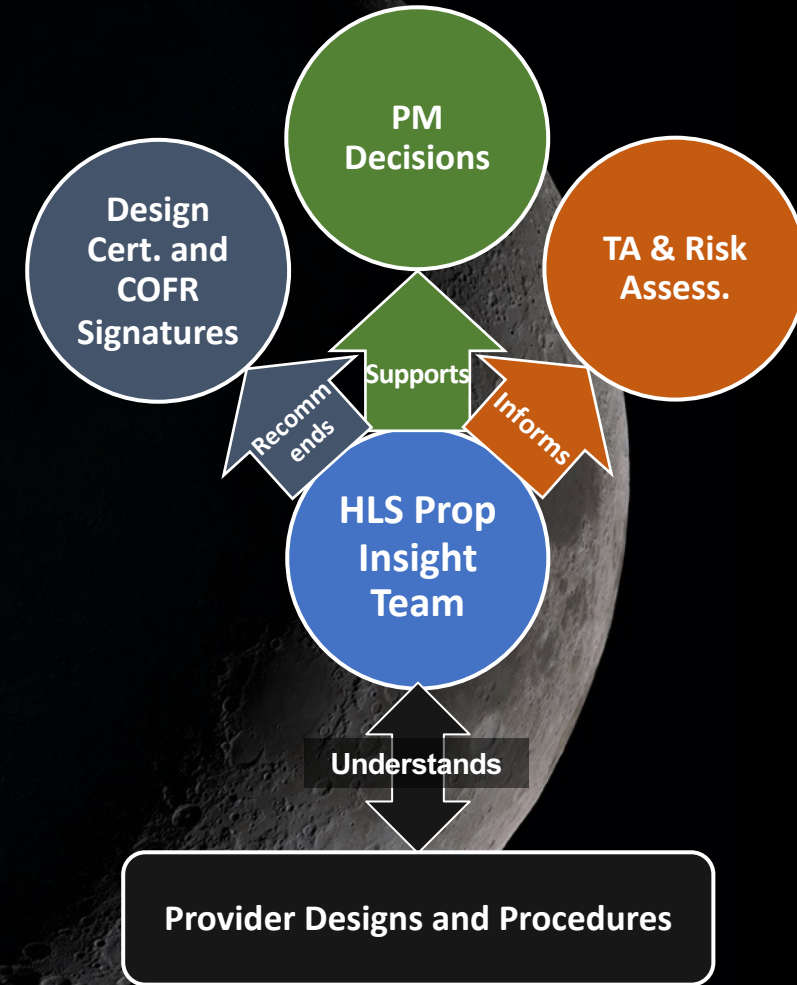 PM
Decisions
Design
Cert. and
COFR
Signatures
TA & Risk
Assess.
Supports
Recomm
ends
Informs
HLS Prop
Insight
Team
Understands
Provider Designs and Procedures